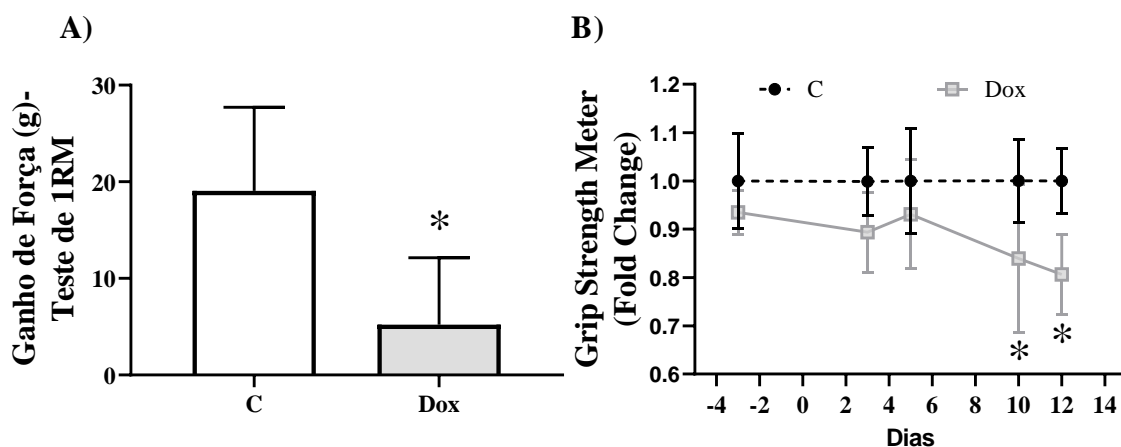 A)
Ganho de Força (g)-
Teste de 1RM
30
20
10
0
*
C
Dox
B)
Grip Strength Meter
(Fold Change)
1.2
1.1
1.0
0.9
0.8
0.7
0.6
C
Dox
*
*
-4
-2
0
2
4
6
8
10
12
14
Dias